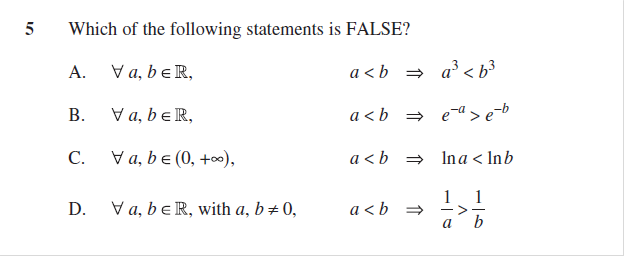 5 Which of the following statements is FALSE?
A. ∀ a, b ∈ ℝ, a < b ⇒ a³ < b³
B. ∀ a, b ∈ ℝ, a < b ⇒ e⁻ᵃ > e⁻ᵇ
C. ∀ a, b ∈ (0, +∞), a < b ⇒ ln a < ln b
D. ∀ a, b ∈ ℝ, with a, b ≠ 0, a < b ⇒ 1/a > 1/b